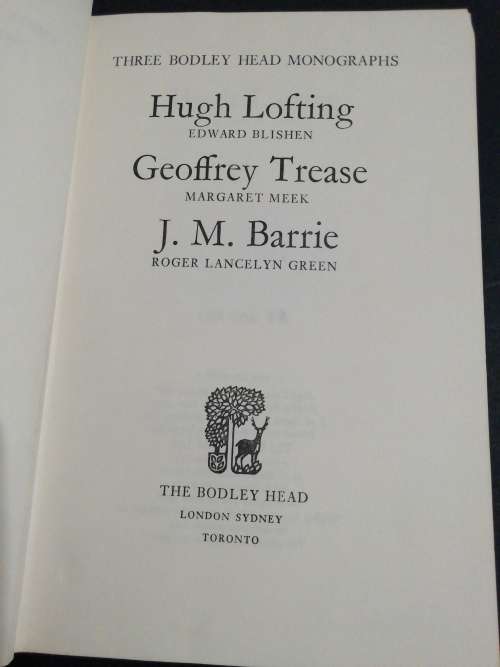 THREE BODLEY HEAD MONOGRAPHS
Hugh Lofting
EDWARD BLISHEN
Geoffrey Trease
MARGARET MEEK
J. M. Barrie
ROGER LANCELYN GREEN
THE BODLEY HEAD
LONDON SYDNEY
TORONTO